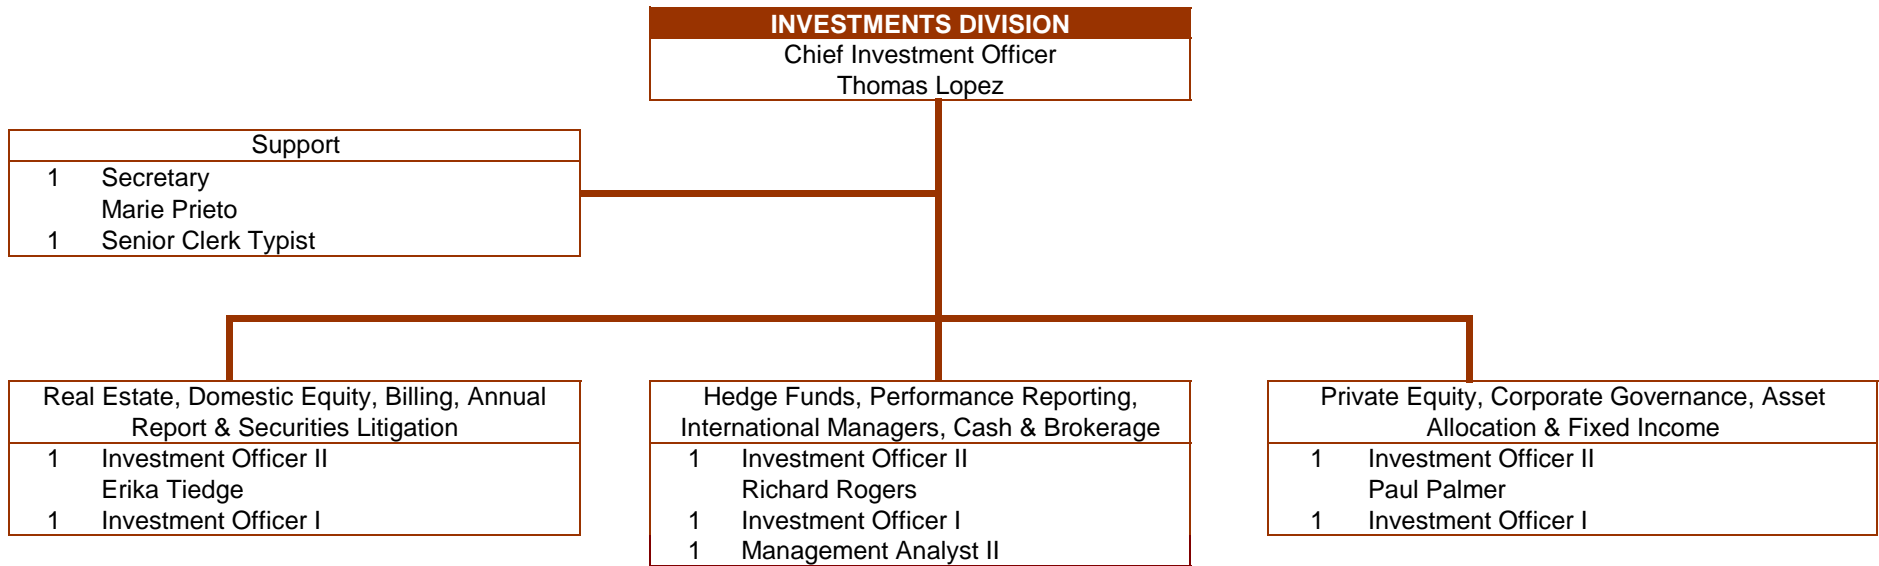 INVESTMENTS DIVISION
Chief Investment Officer
Thomas Lopez
Support
1 Secretary
Marie Prieto
1 Senior Clerk Typist
Real Estate, Domestic Equity, Billing, Annual
Report & Securities Litigation
1 Investment Officer II
Erika Tiedge
1 Investment Officer I
Hedge Funds, Performance Reporting,
International Managers, Cash & Brokerage
1 Investment Officer II
Richard Rogers
1 Investment Officer I
1 Management Analyst II
Private Equity, Corporate Governance, Asset
Allocation & Fixed Income
1 Investment Officer II
Paul Palmer
1 Investment Officer I